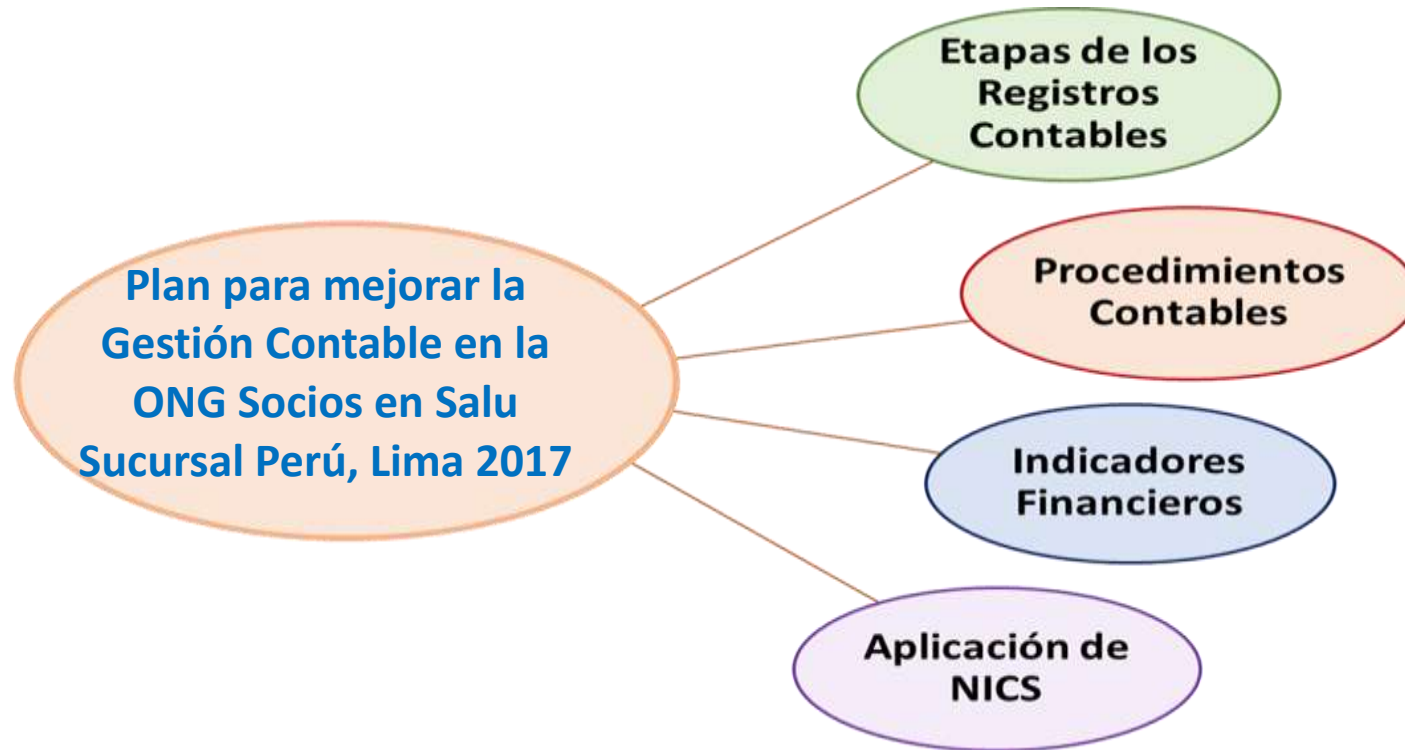 Plan para mejorar la
Gestión Contable en la
ONG Socios en Salu
Sucursal Perú, Lima 2017
Etapas de los
Registros
Contables
Procedimientos
Contables
Indicadores
Financieros
Aplicación de
NICS